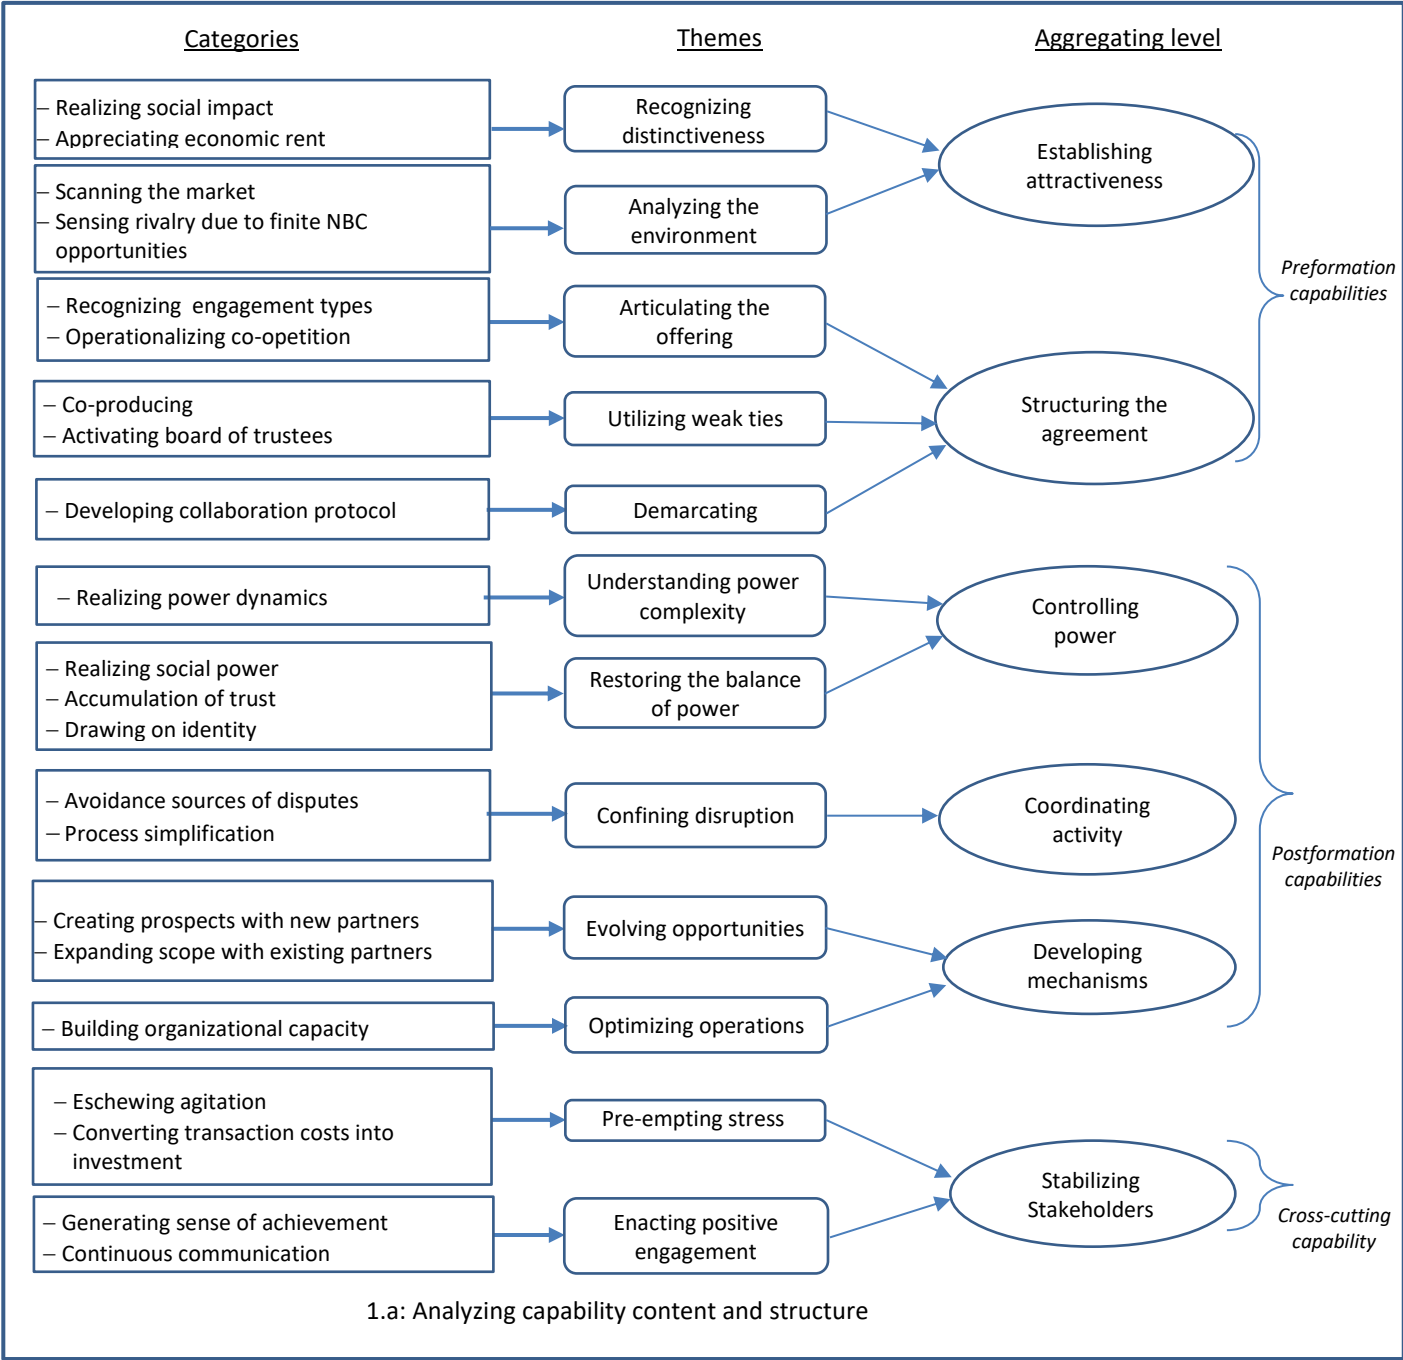 Categories
Themes
Aggregating level
– Realizing social impact
– Appreciating economic rent
Recognizing
distinctiveness
Establishing
attractiveness
– Scanning the market
– Sensing rivalry due to finite NBC
opportunities
Analyzing the
environment
Preformation
capabilities
– Recognizing engagement types
– Operationalizing co-opetition
Articulating the
offering
– Co-producing
– Activating board of trustees
Utilizing weak ties
Structuring the
agreement
– Developing collaboration protocol
Demarcating
– Realizing power dynamics
Understanding power
complexity
Controlling
power
– Realizing social power
– Accumulation of trust
– Drawing on identity
Restoring the balance
of power
– Avoidance sources of disputes
– Process simplification
Confining disruption
Coordinating
activity
Postformation
capabilities
– Creating prospects with new partners
– Expanding scope with existing partners
Evolving opportunities
Developing
mechanisms
– Building organizational capacity
Optimizing operations
– Eschewing agitation
– Converting transaction costs into
investment
Pre-empting stress
Stabilizing
Stakeholders
– Generating sense of achievement
– Continuous communication
Enacting positive
engagement
Cross-cutting
capability
1.a: Analyzing capability content and structure